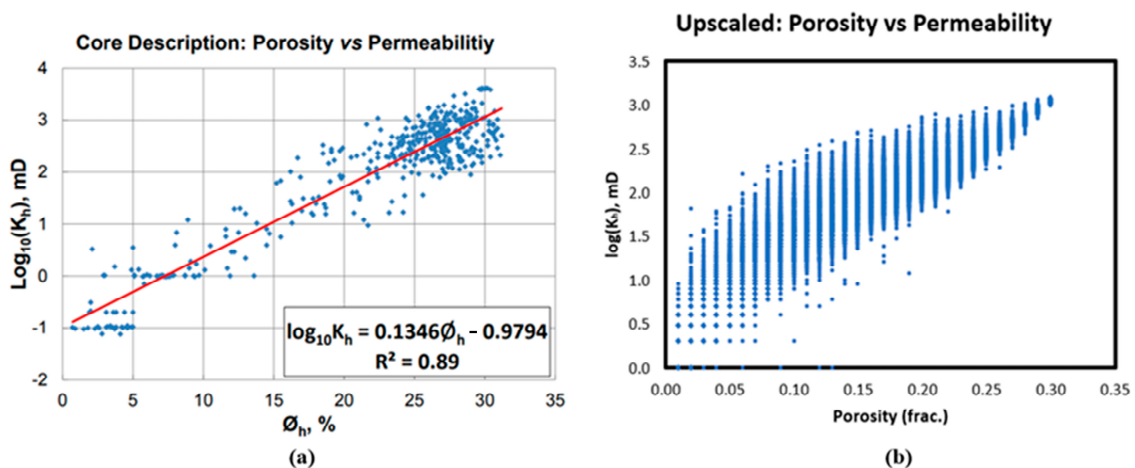 Core Description: Porosity vs Permeabilitiy
4
3
2
1
0
-1
-2
Log₁₀(Kₕ), mD
0 5 10 15 20 25 30 35
Øₕ, %
log₁₀Kₕ = 0.1346Øₕ – 0.9794
R² = 0.89
(a)
Upscaled: Porosity vs Permeability
3.5
3.0
2.5
2.0
1.5
1.0
0.5
0.0
log(Kₕ), mD
0.00 0.05 0.10 0.15 0.20 0.25 0.30 0.35
Porosity (frac.)
(b)